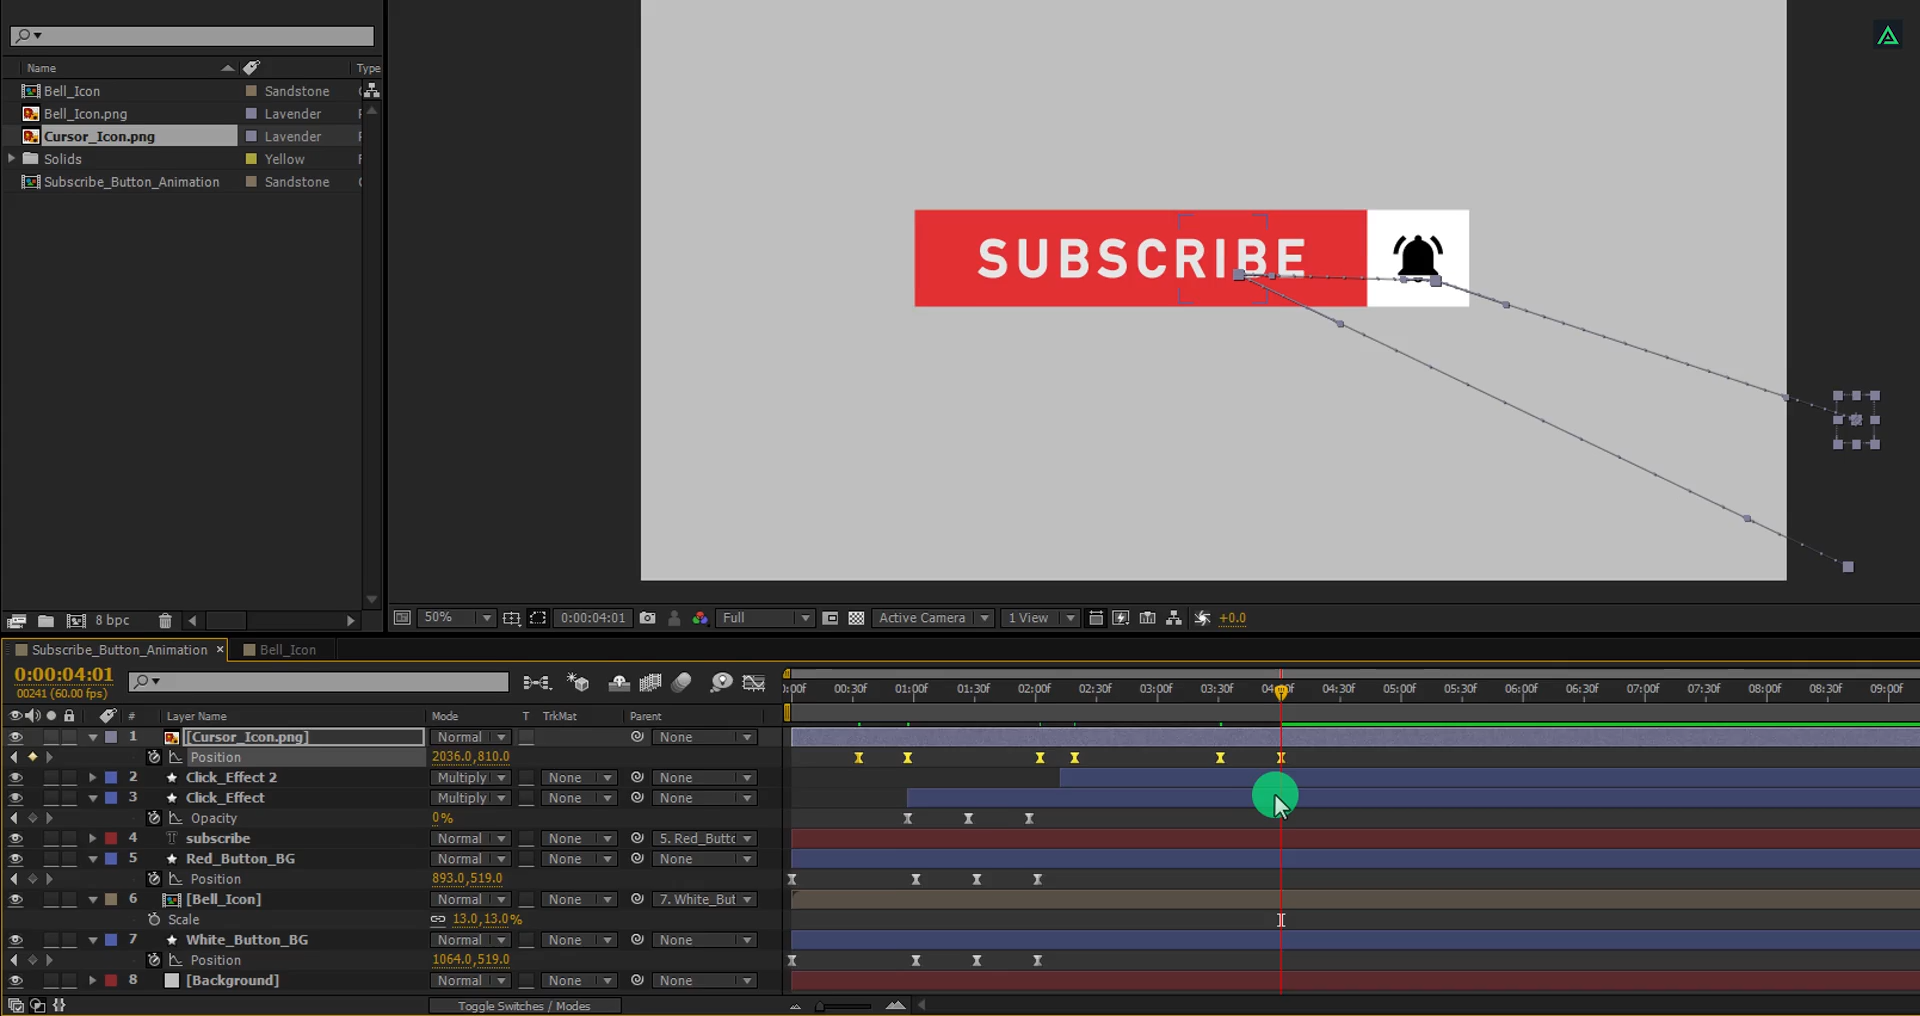 Name
Type
Bell_Icon
Sandstone
Bell_Icon.png
Lavender
Cursor_Icon.png
Lavender
Solids
Yellow
Subscribe_Button_Animation
Sandstone
SUBSCRIBE
8 bpc
50%
0:00:04:01
Full
Active Camera
1 View
+0.0
Subscribe_Button_Animation
Bell_Icon
0:00:04:01
00241 (60.00 fps)
00:30f
01:00f
01:30f
02:00f
02:30f
03:00f
03:30f
04:30f
05:00f
05:30f
06:00f
06:30f
07:00f
07:30f
08:00f
08:30f
09:00f
#
Layer Name
Mode
T
TrkMat
Parent
1
[Cursor_Icon.png]
Normal
None
Position
2036.0,810.0
2
Click_Effect 2
Multiply
None
None
3
Click_Effect
Multiply
None
None
Opacity
0%
4
T
subscribe
Normal
None
5. Red_Butt
5
Red_Button_BG
Normal
None
None
Position
893.0,519.0
6
[Bell_Icon]
Normal
None
7. White_But
Scale
13.0,13.0%
7
White_Button_BG
Normal
None
None
Position
1064.0,519.0
8
[Background]
Normal
None
None
Toggle Switches / Modes